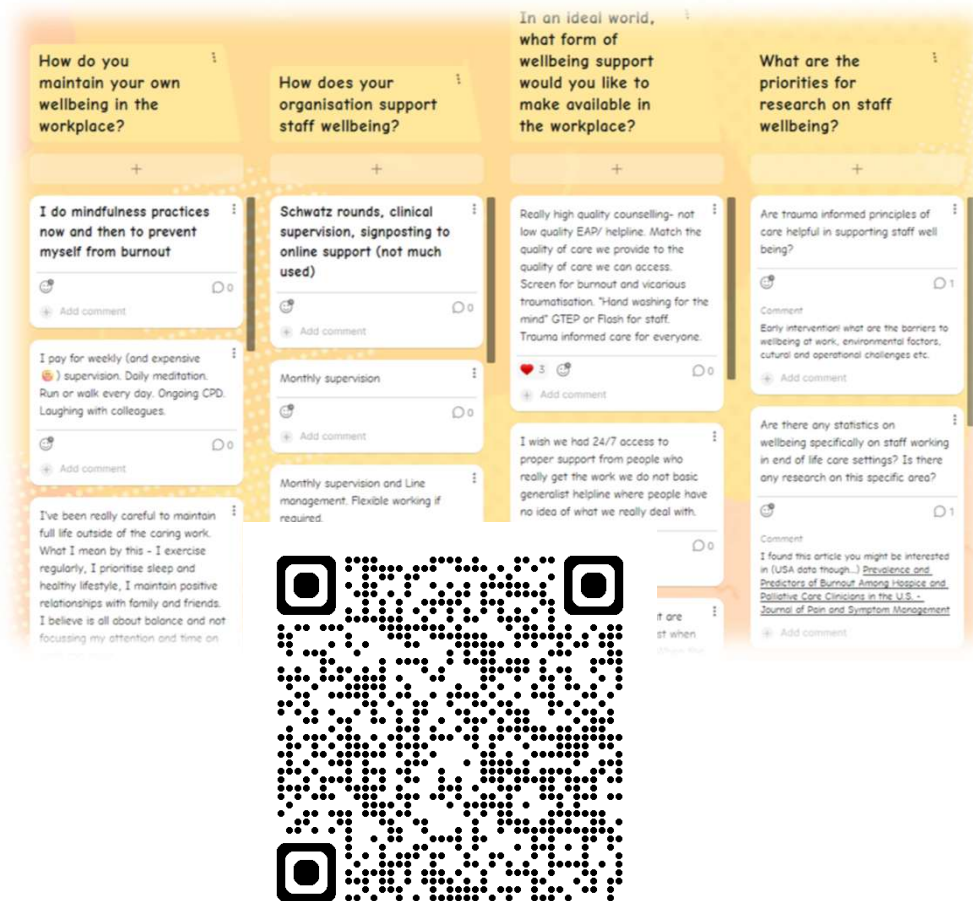 How do you
maintain your own
wellbeing in the
workplace?
+
I do mindfulness practices
now and then to prevent
myself from burnout
0
+ Add comment
I pay for weekly (and expensive
🥵) supervision. Daily meditation.
Run or walk every day. Ongoing CPD.
Laughing with colleagues.
0
+ Add comment
I've been really careful to maintain
full life outside of the caring work.
What I mean by this - I exercise
regularly, I prioritise sleep and
healthy lifestyle, I maintain positive
relationships with family and friends.
I believe is all about balance and not
focussing my attention and time on
How does your
organisation support
staff wellbeing?
+
Schwatz rounds, clinical
supervision, signposting to
online support (not much
used)
0
+ Add comment
Monthly supervision
0
+ Add comment
Monthly supervision and Line
management. Flexible working if
required.
In an ideal world,
what form of
wellbeing support
would you like to
make available in
the workplace?
+
Really high quality counselling- not
low quality EAP/ helpline. Match the
quality of care we provide to the
quality of care we can access.
Screen for burnout and vicarious
traumatisation. "Hand washing for the
mind" GTEP or Flash for staff.
Trauma informed care for everyone.
3
0
+ Add comment
I wish we had 24/7 access to
proper support from people who
really get the work we do not basic
generalist helpline where people have
no idea of what we really deal with.
0
are
st when
What are the
priorities for
research on staff
wellbeing?
+
Are trauma informed principles of
care helpful in supporting staff well
being?
1
Comment
Early intervention! what are the barriers to
wellbeing at work, environmental factors,
cutural and operational challenges etc.
+ Add comment
Are there any statistics on
wellbeing specifically on staff working
in end of life care settings? Is there
any research on this specific area?
1
Comment
I found this article you might be interested
in (USA data though...) Prevalence and
Predictors of Burnout Among Hospice and
Palliative Care Clinicians in the U.S. -
Journal of Pain and Symptom Management
+ Add comment